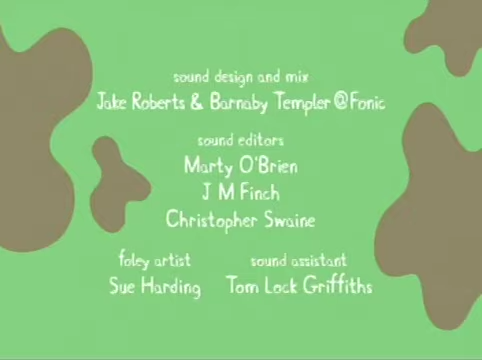 sound design and mix
Jake Roberts & Barnaby Templer @Fonic
sound editors
Marty O'Brien
J M Finch
Christopher Swaine
foley artist
Sue Harding
sound assistant
Tom Lock Griffiths